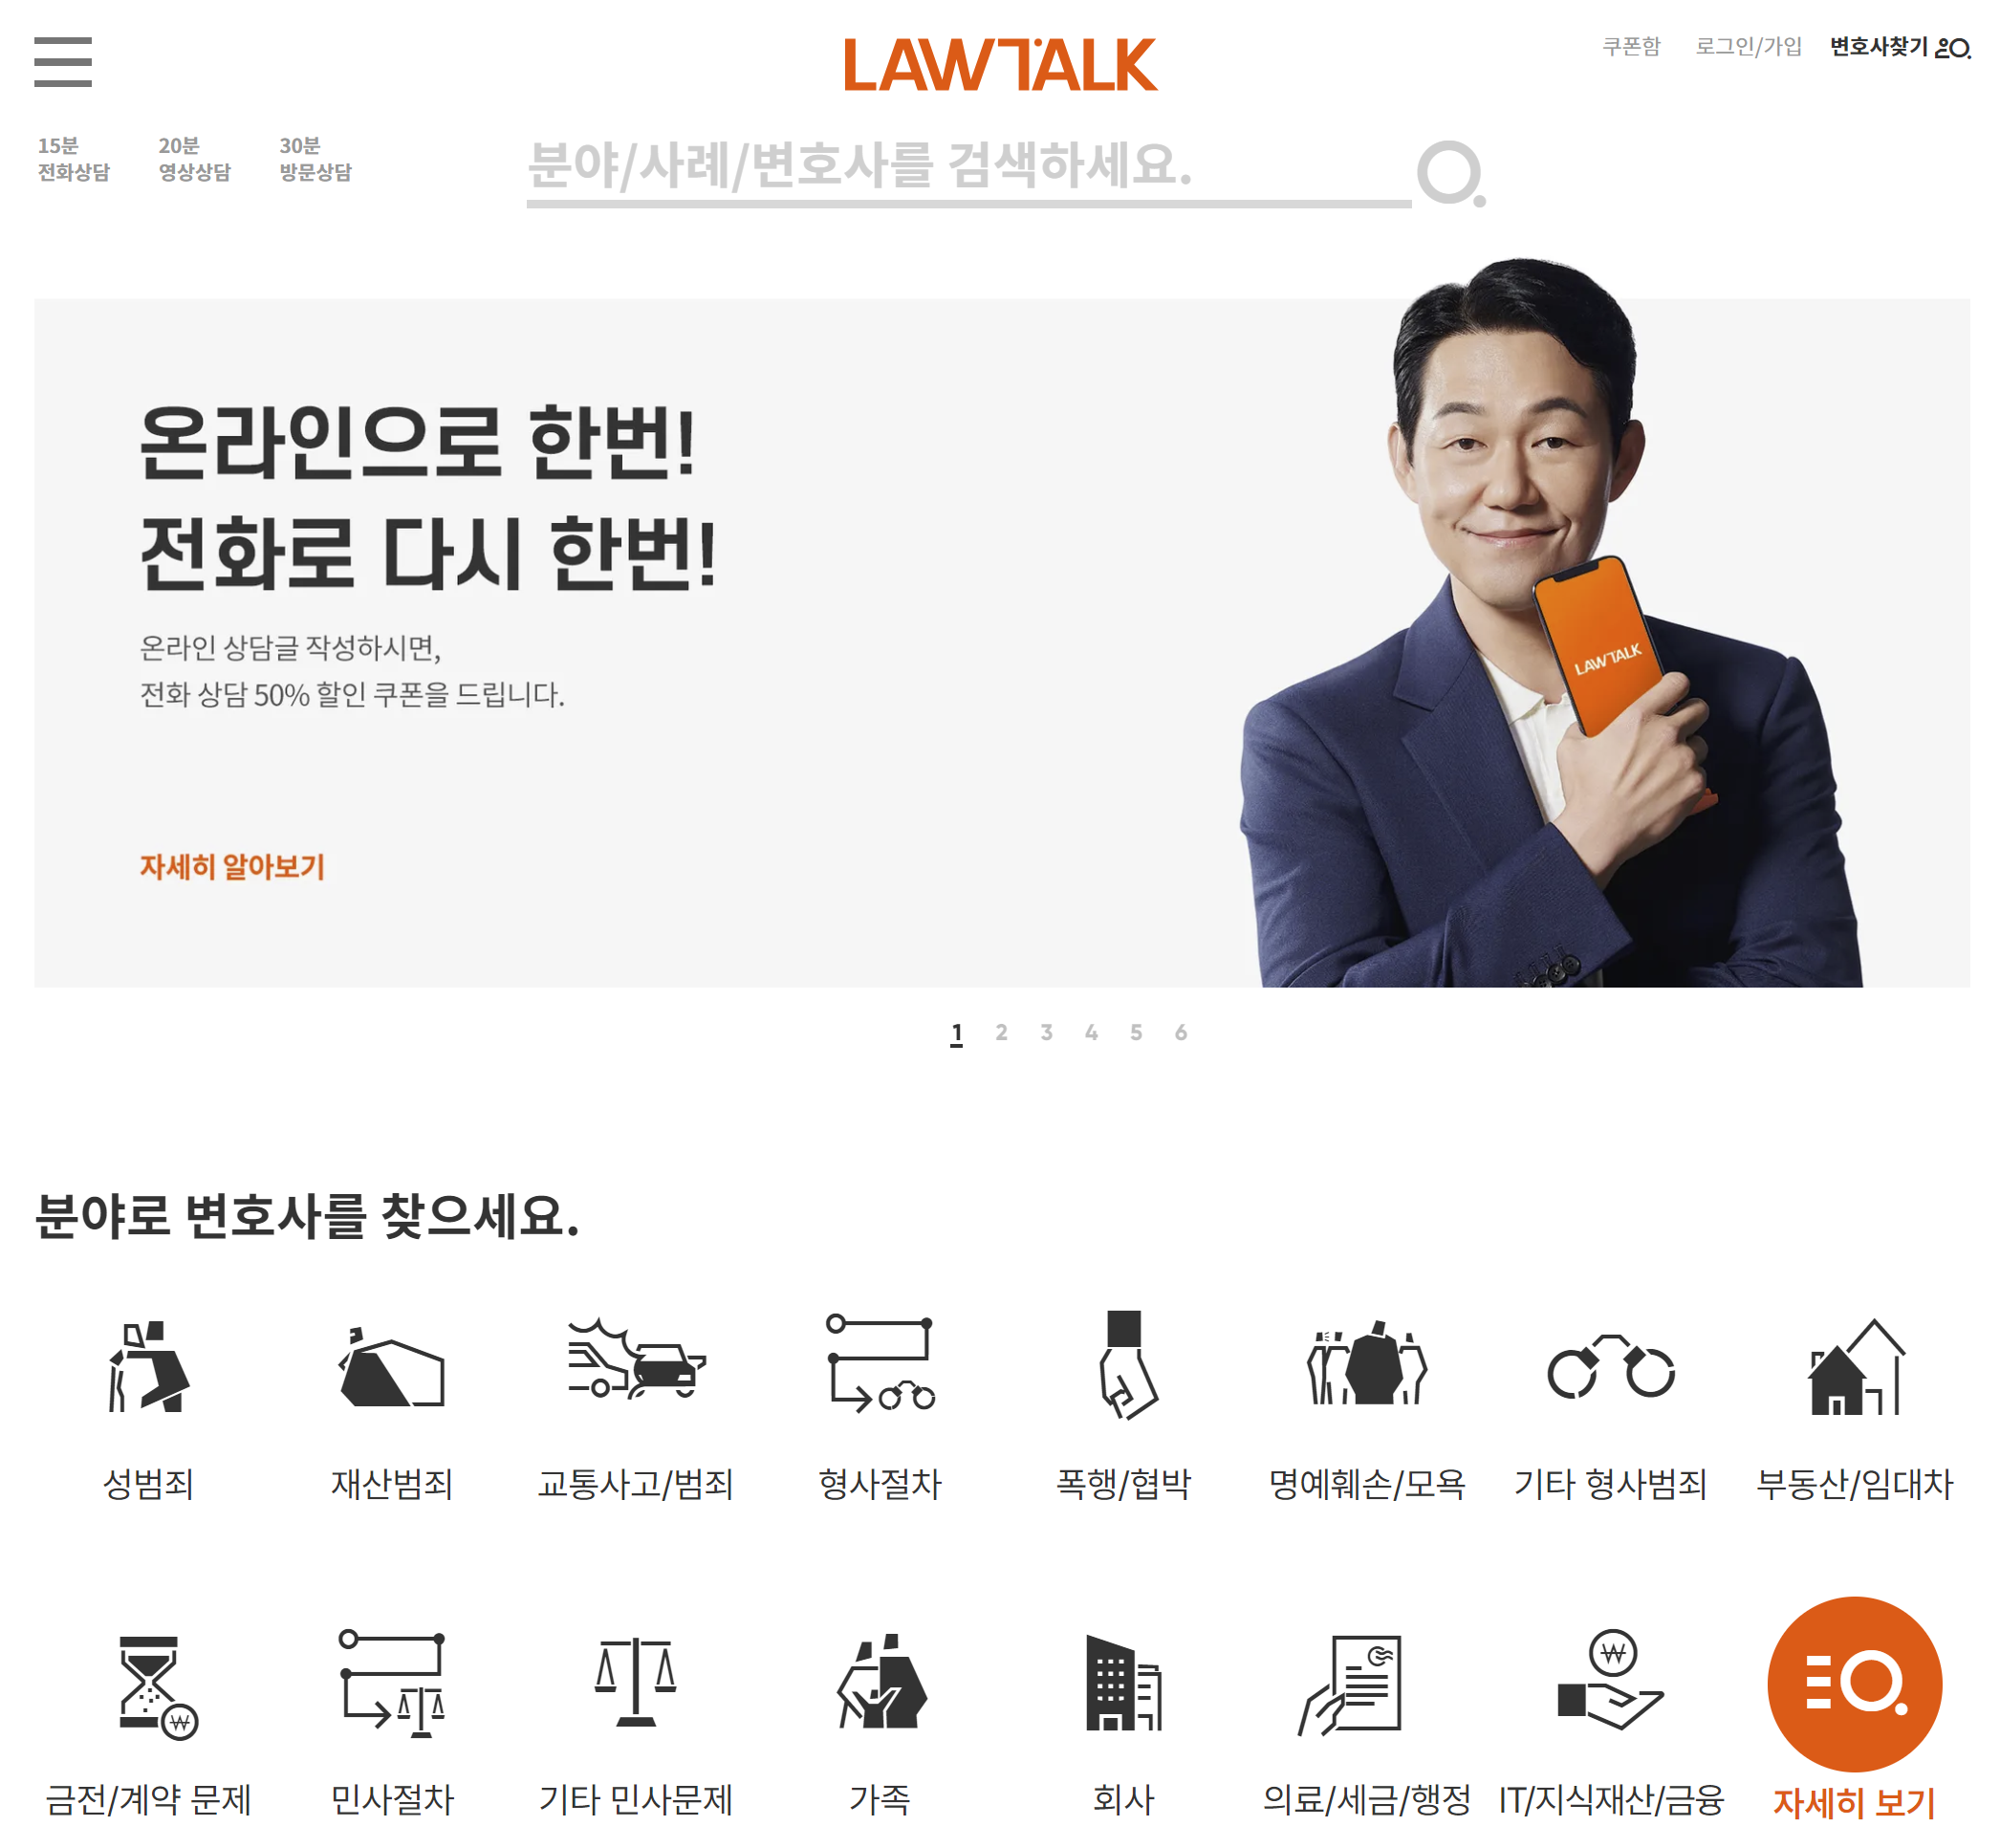 LAWTALK
쿠폰함
로그인/가입
변호사찾기
15분
전화상담
20분
영상상담
30분
방문상담
분야/사례/변호사를 검색하세요.
온라인으로 한번!
전화로 다시 한번!
온라인 상담글 작성하시면,
전화 상담 50% 할인 쿠폰을 드립니다.
자세히 알아보기
LAWTALK
1 2 3 4 5 6
분야로 변호사를 찾으세요.
성범죄
재산범죄
교통사고/범죄
형사절차
폭행/협박
명예훼손/모욕
기타 형사범죄
부동산/임대차
금전/계약 문제
민사절차
기타 민사문제
가족
회사
의료/세금/행정
IT/지식재산/금융
자세히 보기